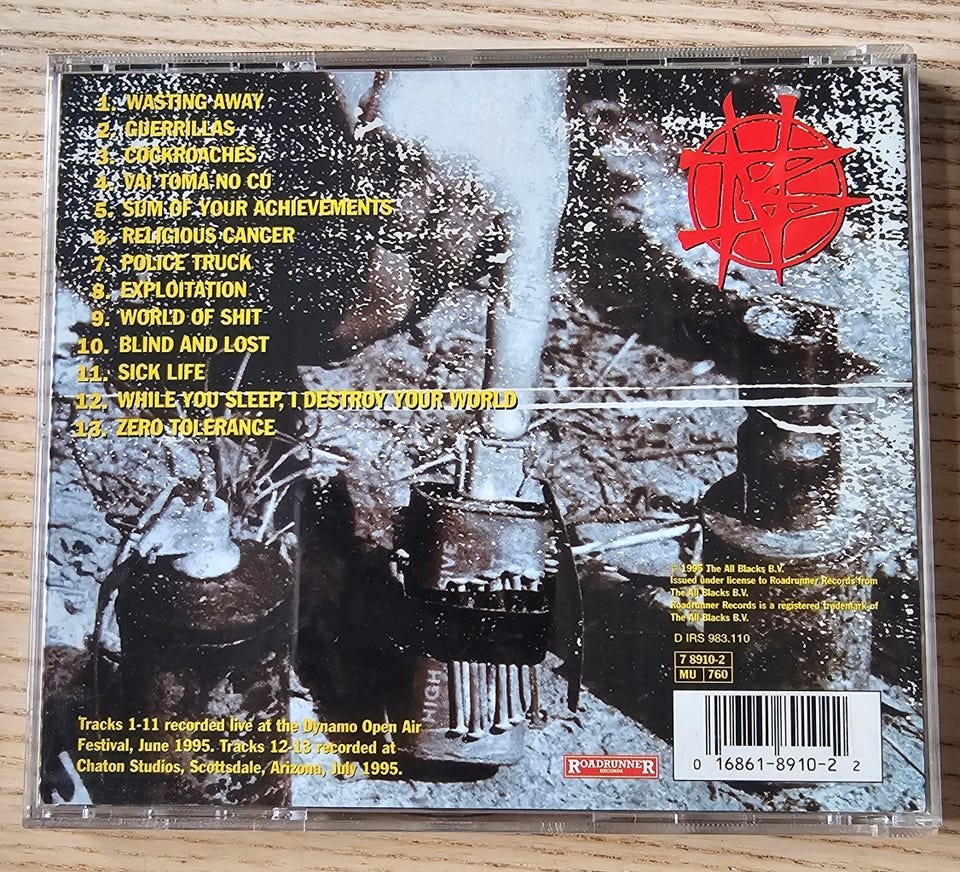 1. WASTING AWAY
2. GUERRILLAS
3. COCKROACHES
4. VAI TOMA NO CÚ
5. SUM OF YOUR ACHIEVEMENTS
6. RELIGIOUS CANCER
7. POLICE TRUCK
8. EXPLOITATION
9. WORLD OF SHIT
10. BLIND AND LOST
11. SICK LIFE
12. WHILE YOU SLEEP, I DESTROY YOUR WORLD
13. ZERO TOLERANCE
℗ 1995 The All Blacks B.V.
Issued under license to Roadrunner Records from
The All Blacks B.V.
Roadrunner Records is a registered trademark of
The All Blacks B.V.
D IRS 983.110
7 8910-2
MU 760
Tracks 1-11 recorded live at the Dynamo Open Air
Festival, June 1995. Tracks 12-13 recorded at
Chaton Studios, Scottsdale, Arizona, July 1995.
ROADRUNNER
RECORDS
0 16861-8910-2 2